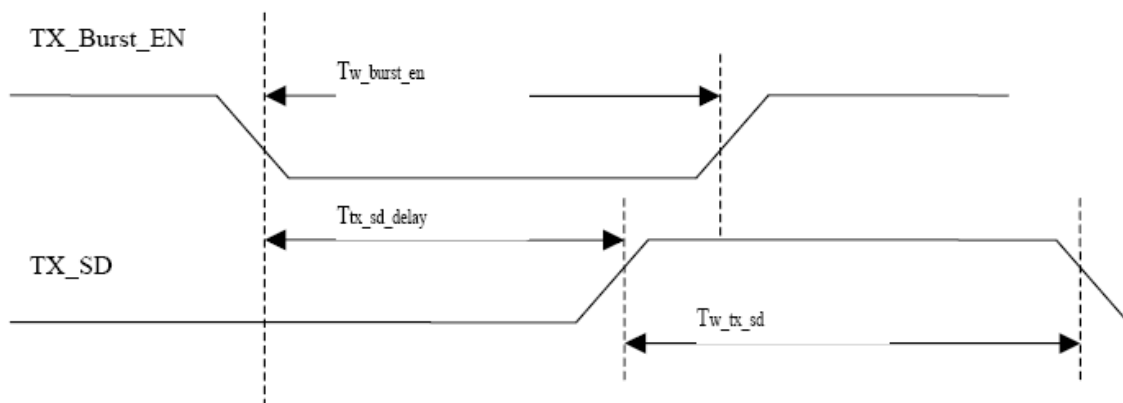 TX_Burst_EN
Tw_burst_en
Ttx_sd_delay
TX_SD
Tw_tx_sd